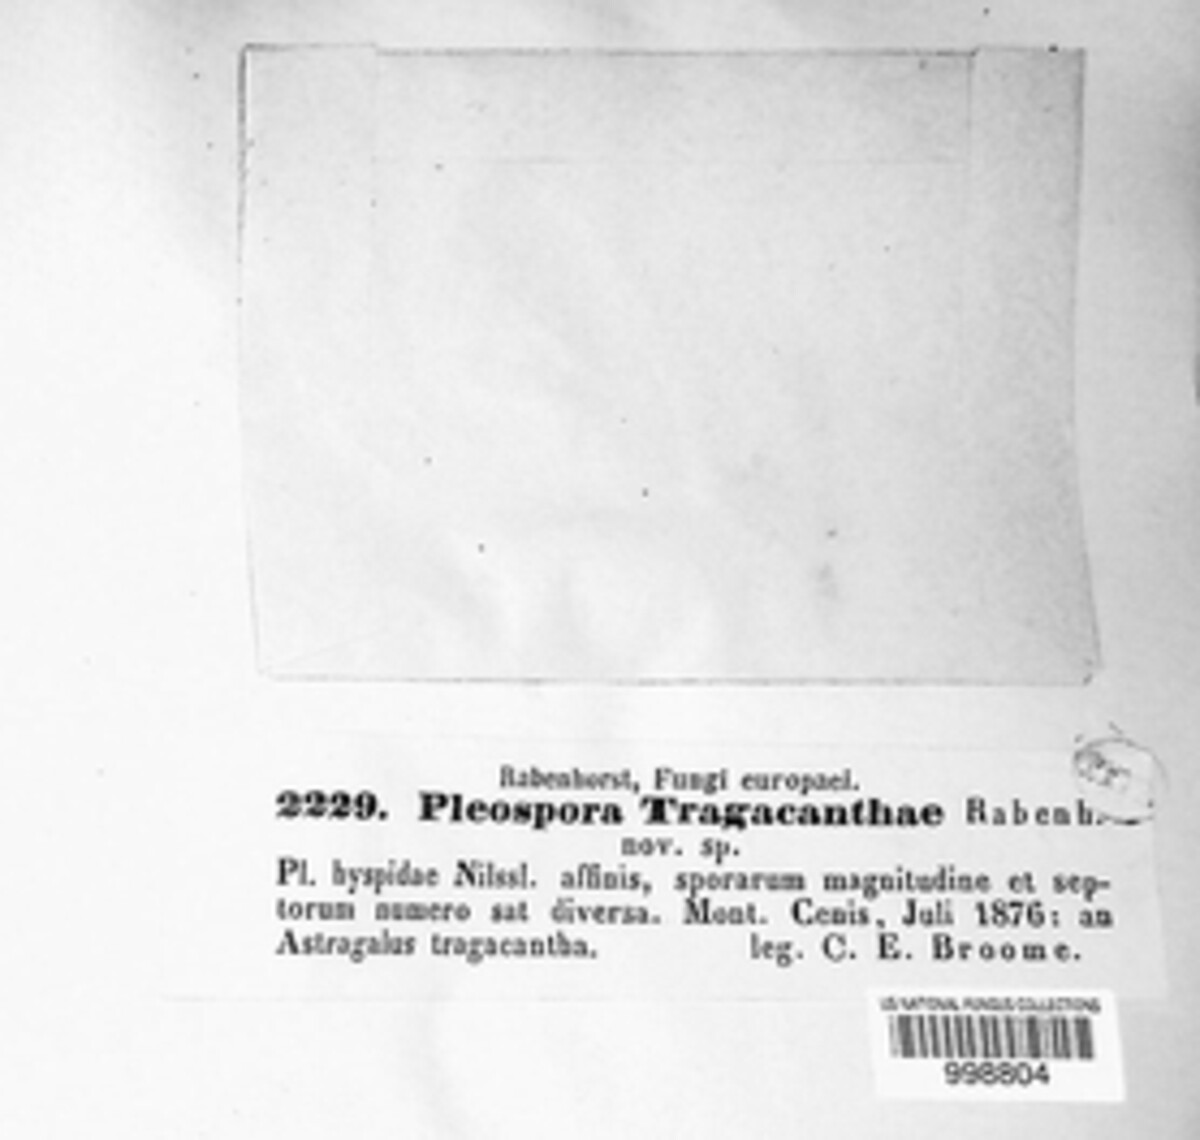 Rabenhorst, Fungi europaei.
2229. Pleospora Tragacanthae Rabenh.
nov. sp.
Pl. hyspidae Nilssl. affinis, sporarum magnitudine et sep-
torum numero sat diversa. Mont. Cenis, Juli 1876: an
Astragalus tragacantha. leg. C. E. Broome.
US NATIONAL FUNGUS COLLECTIONS
998804